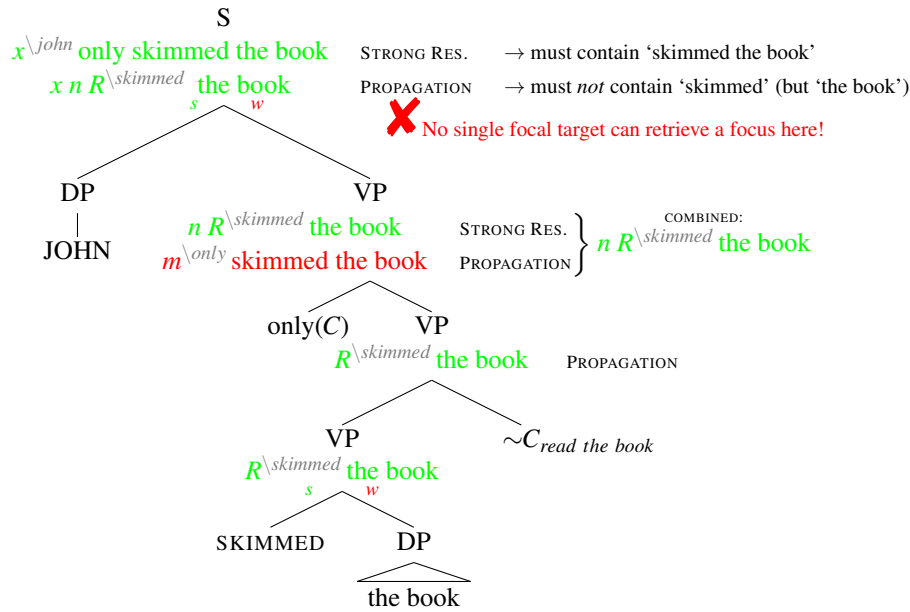 S
x\john only skimmed the book STRONG RES. → must contain ‘skimmed the book’
x n R\skimmed the book PROPAGATION → must not contain ‘skimmed’ (but ‘the book’)
s w
✘ No single focal target can retrieve a focus here!
DP VP
JOHN
n R\skimmed the book STRONG RES.
m\only skimmed the book PROPAGATION
COMBINED:
n R\skimmed the book
only(C) VP
R\skimmed the book PROPAGATION
VP ∼C read the book
R\skimmed the book
s w
SKIMMED DP
the book